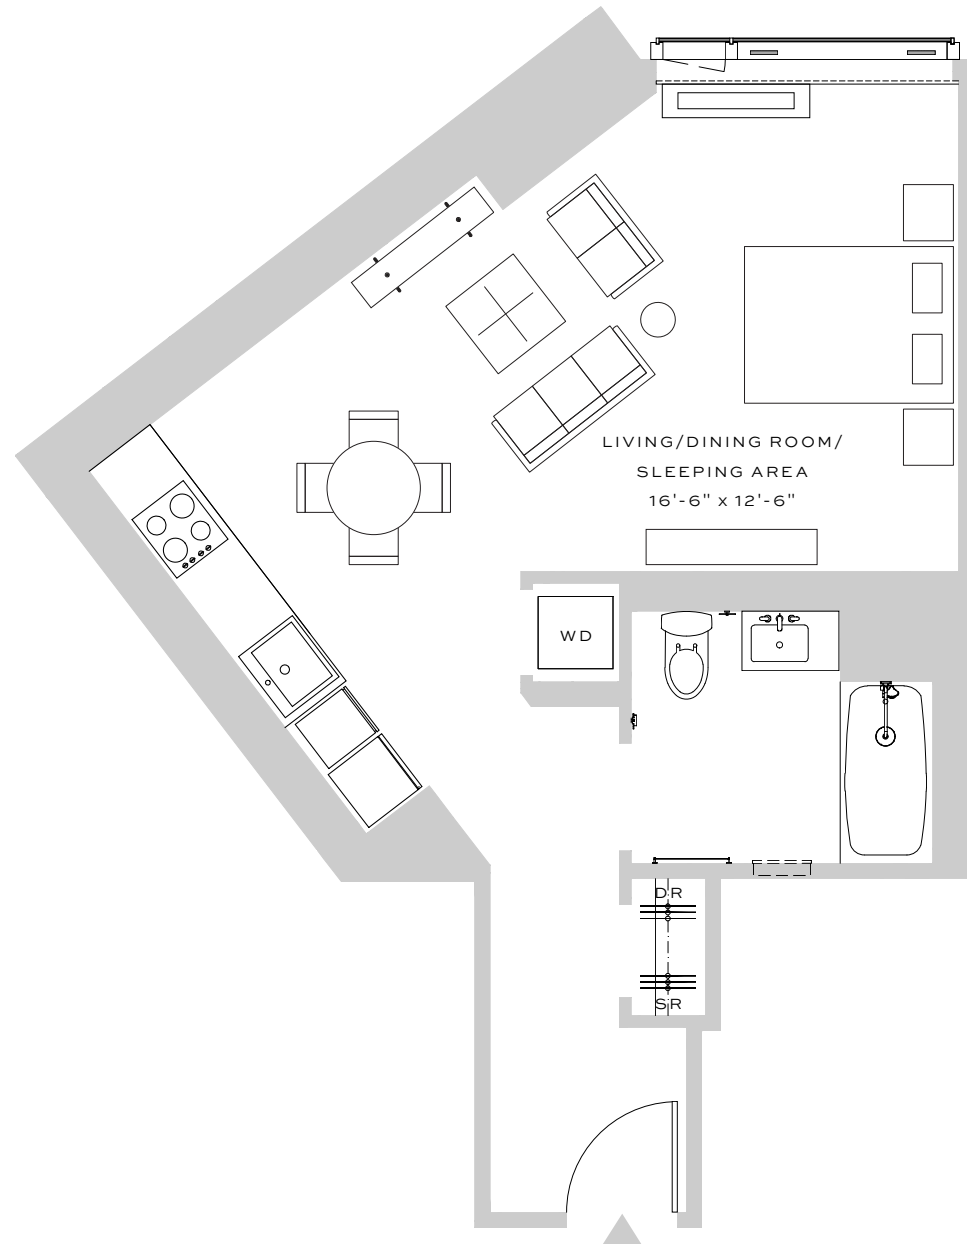 LIVING/DINING ROOM/
SLEEPING AREA
16'-6" x 12'-6"
WD
DR
SR